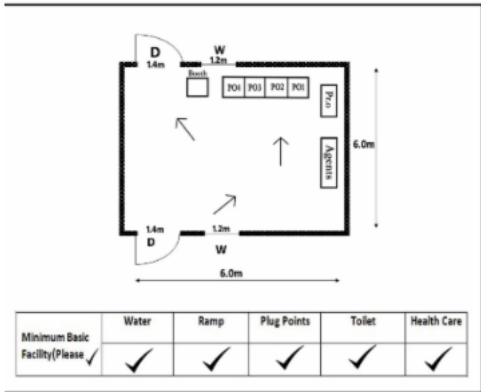 D
1.4m
W
1.2m
Booth
PO4 PO3 PO2 PO1
Pr.o
Agents
6.0m
1.4m
D
1.2m
W
6.0m
Minimum Basic Facility(Please ✓ Water Ramp Plug Points Toilet Health Care
✓ ✓ ✓ ✓ ✓